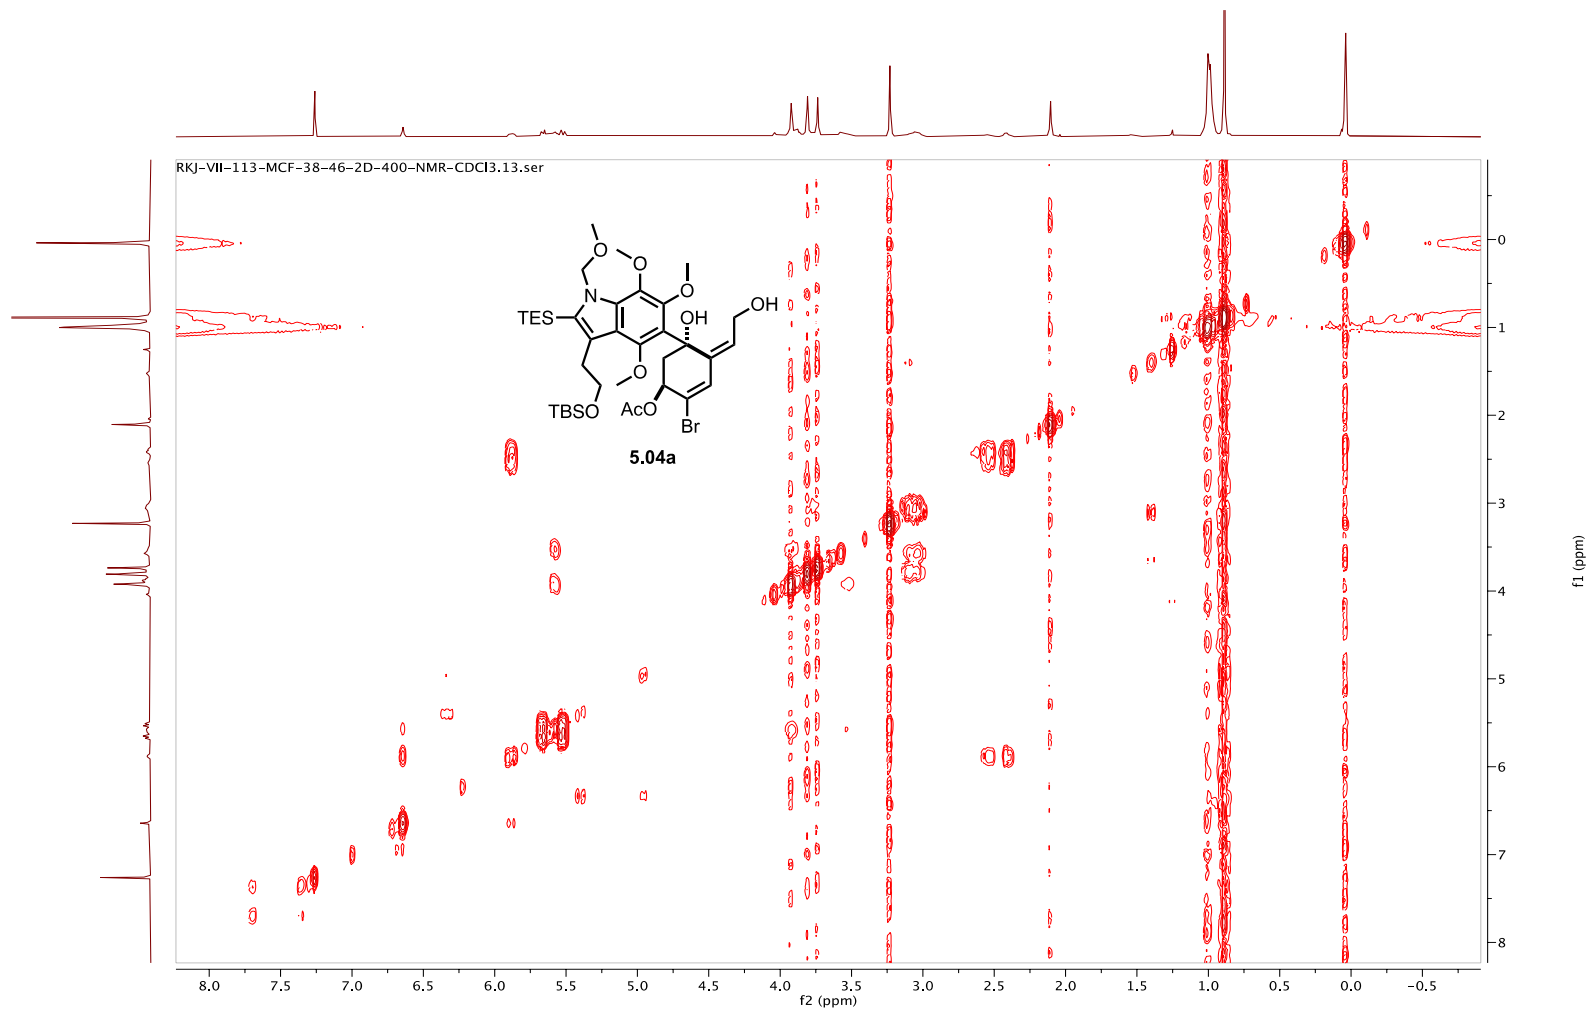 RKJ-VII-113-MCF-38-46-2D-400-NMR-CDCl3.13.ser
O
O
O
N
TES
OH
OH
O
TBSO
AcO
Br
5.04a
0
1
2
3
4
5
6
7
8
f1 (ppm)
8.0 7.5 7.0 6.5 6.0 5.5 5.0 4.5 4.0 3.5 3.0 2.5 2.0 1.5 1.0 0.5 0.0 -0.5
f2 (ppm)